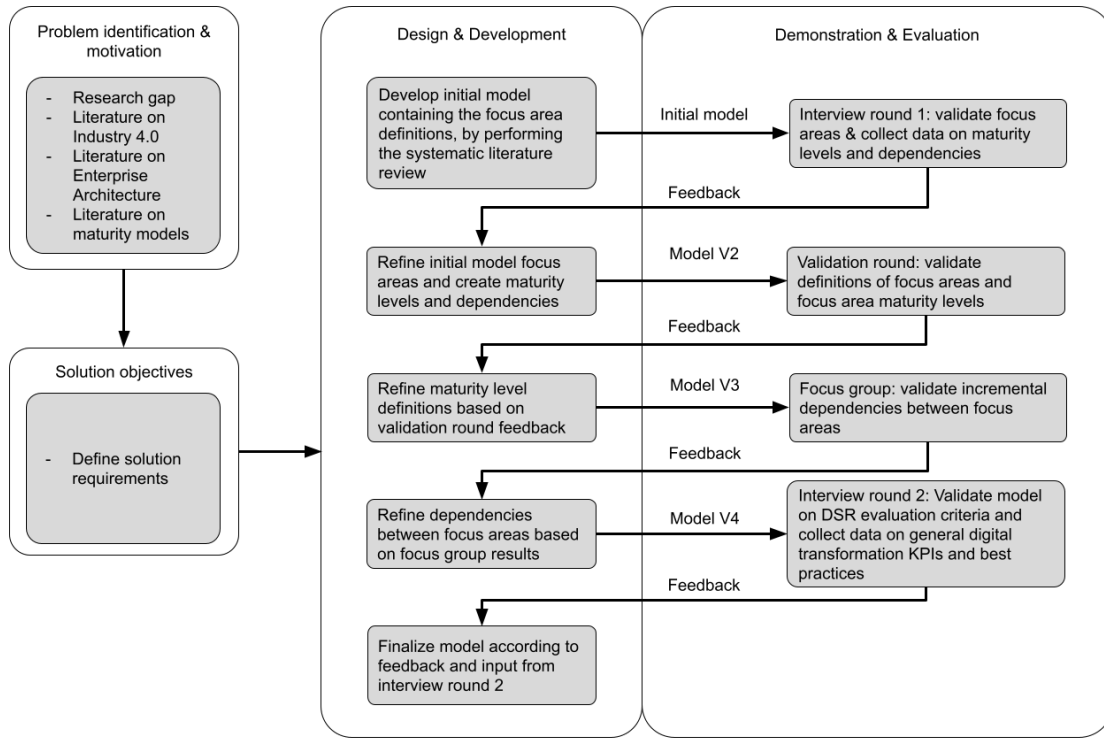 Problem identification &
motivation
- Research gap
- Literature on
Industry 4.0
- Literature on
Enterprise
Architecture
- Literature on
maturity models
Solution objectives
- Define solution
requirements
Design & Development
Demonstration & Evaluation
Develop initial model
containing the focus area
definitions, by performing
the systematic literature
review
Initial model
Interview round 1: validate focus
areas & collect data on maturity
levels and dependencies
Feedback
Refine initial model focus
areas and create maturity
levels and dependencies
Model V2
Validation round: validate
definitions of focus areas and
focus area maturity levels
Feedback
Refine maturity level
definitions based on
validation round feedback
Model V3
Focus group: validate incremental
dependencies between focus
areas
Feedback
Refine dependencies
between focus areas based
on focus group results
Model V4
Interview round 2: Validate model
on DSR evaluation criteria and
collect data on general digital
transformation KPIs and best
practices
Feedback
Finalize model according to
feedback and input from
interview round 2